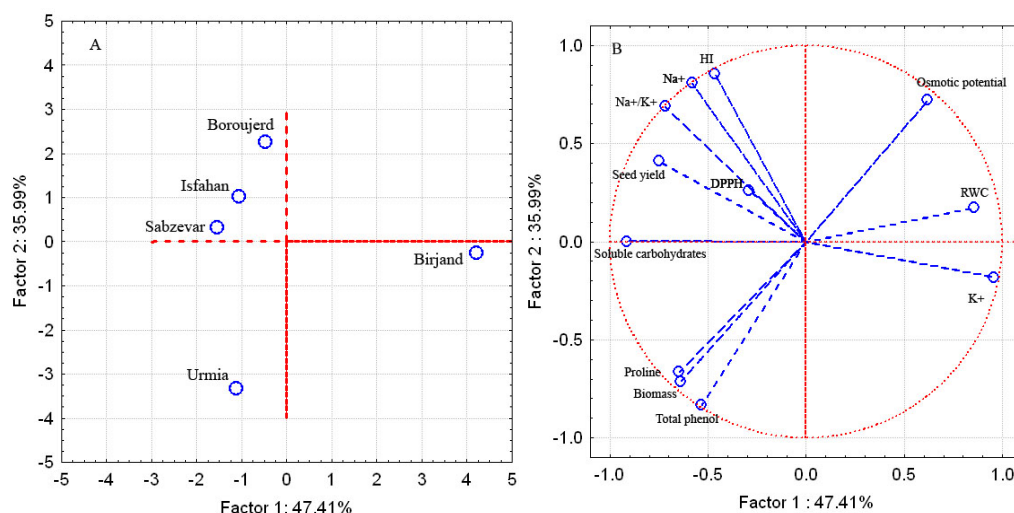 A
5
4
3
2
1
0
-1
-2
-3
-4
-5
Factor 2: 35.99%
Boroujerd
Isfahan
Sabzevar
Birjand
Urmia
-5 -4 -3 -2 -1 0 1 2 3 4 5
Factor 1: 47.41%
B
1.0
0.5
0.0
-0.5
-1.0
Factor 2 : 35.99%
HI
Na+
Osmotic potential
Na+/K+
Seed yield
DPPH
RWC
Soluble carbohydrates
K+
Proline
Biomass
Total phenol
-1.0 -0.5 0.0 0.5 1.0
Factor 1 : 47.41%